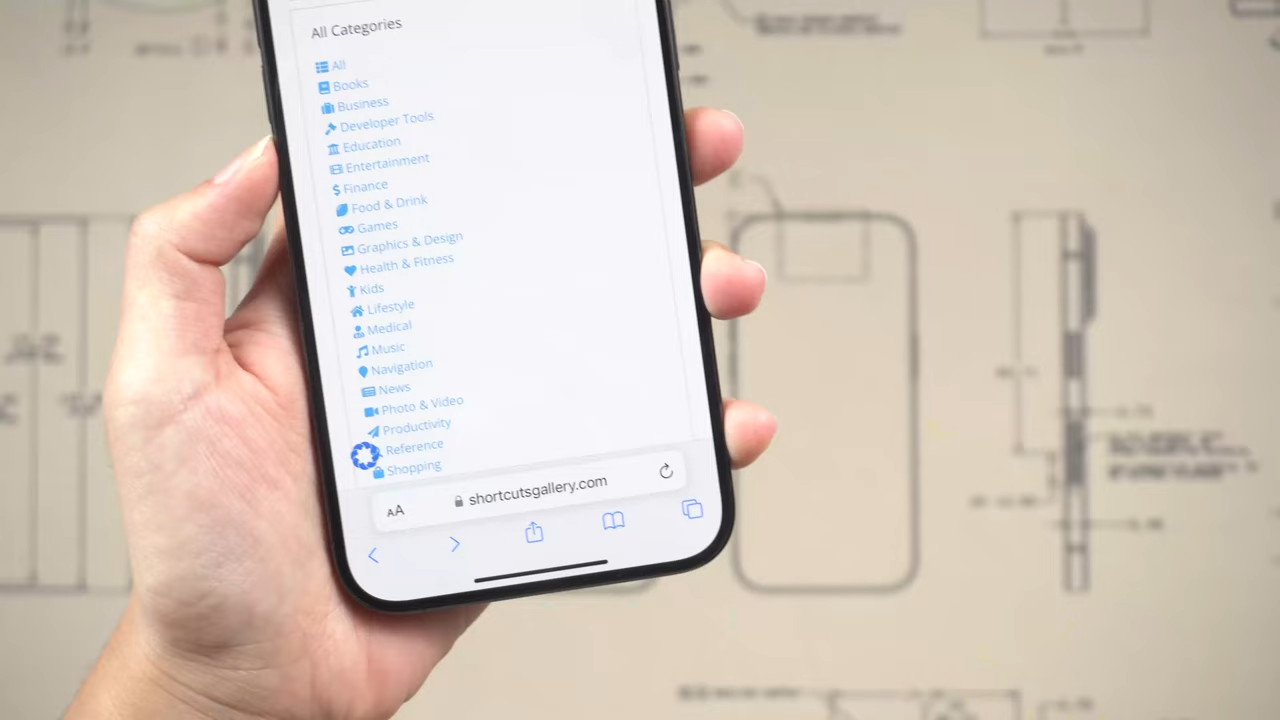 All Categories
All
Books
Business
Developer Tools
Education
Entertainment
$ Finance
Food & Drink
Games
Graphics & Design
Health & Fitness
Kids
Lifestyle
Medical
Music
Navigation
News
Photo & Video
Productivity
Reference
Shopping
AA shortcutsgallery.com